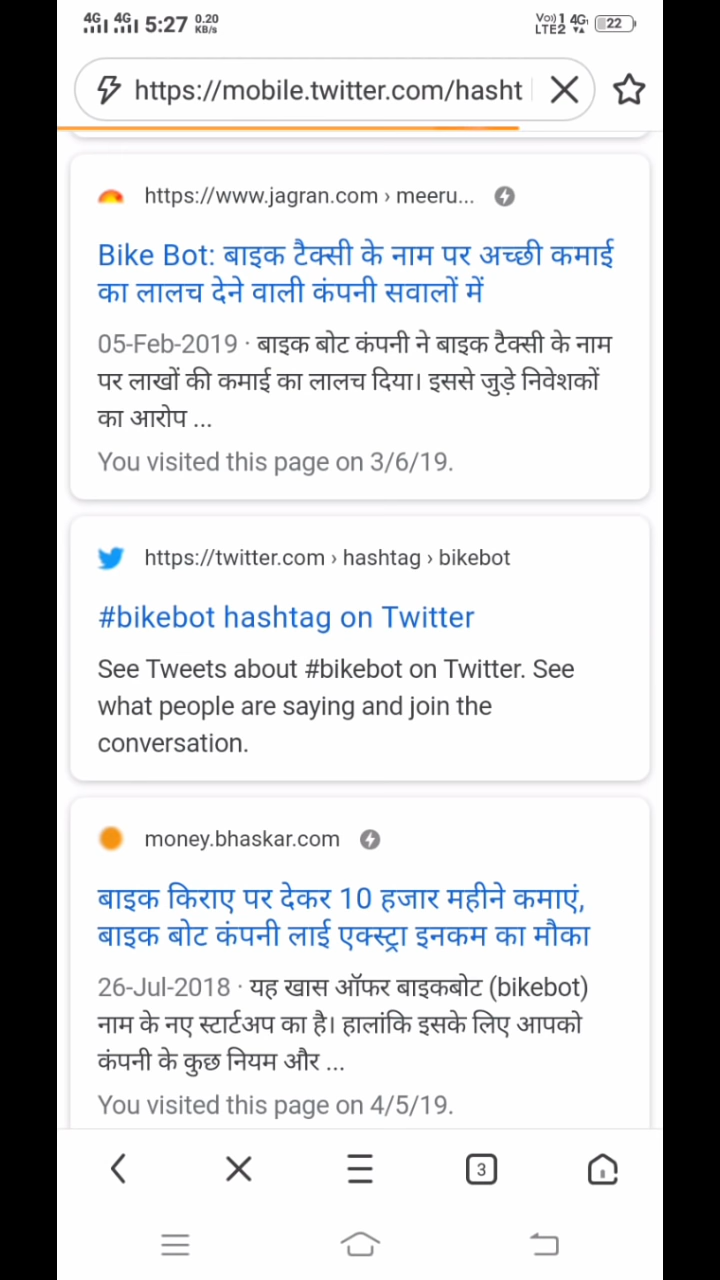 4G 4G 5:27 0.20 KB/s Vo) 1 LTE2 4G 22
https://mobile.twitter.com/hasht
https://www.jagran.com › meeru...
Bike Bot: बाइक टैक्सी के नाम पर अच्छी कमाई
का लालच देने वाली कंपनी सवालों में
05-Feb-2019 · बाइक बोट कंपनी ने बाइक टैक्सी के नाम
पर लाखों की कमाई का लालच दिया। इससे जुड़े निवेशकों
का आरोप ...
You visited this page on 3/6/19.
https://twitter.com › hashtag › bikebot
#bikebot hashtag on Twitter
See Tweets about #bikebot on Twitter. See
what people are saying and join the
conversation.
money.bhaskar.com
बाइक किराए पर देकर 10 हजार महीने कमाएं,
बाइक बोट कंपनी लाई एक्स्ट्रा इनकम का मौका
26-Jul-2018 · यह खास ऑफर बाइकबोट (bikebot)
नाम के नए स्टार्टअप का है। हालांकि इसके लिए आपको
कंपनी के कुछ नियम और ...
You visited this page on 4/5/19.
3